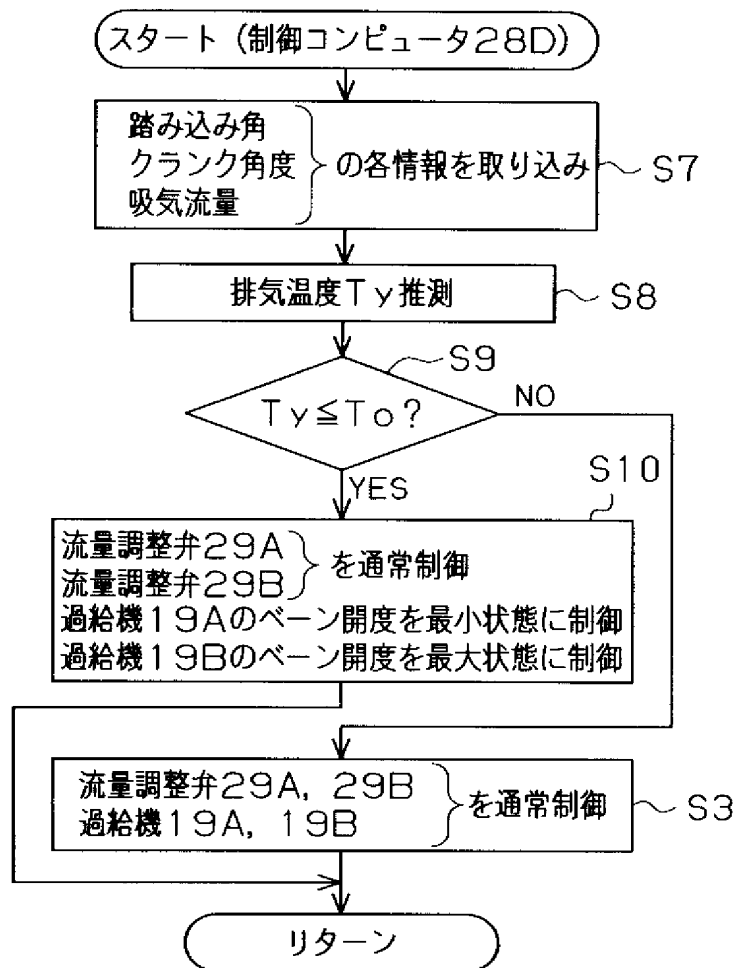 スタート（制御コンピュータ28D）
踏み込み角
クランク角度
吸気流量
の各情報を取り込み
S7
排気温度Ty推測
S8
S9
Ty≦To？
NO
YES
S10
流量調整弁29A
流量調整弁29B
を通常制御
過給機19Aのベーン開度を最小状態に制御
過給機19Bのベーン開度を最大状態に制御
流量調整弁29A，29B
過給機19A，19B
を通常制御
S3
リターン